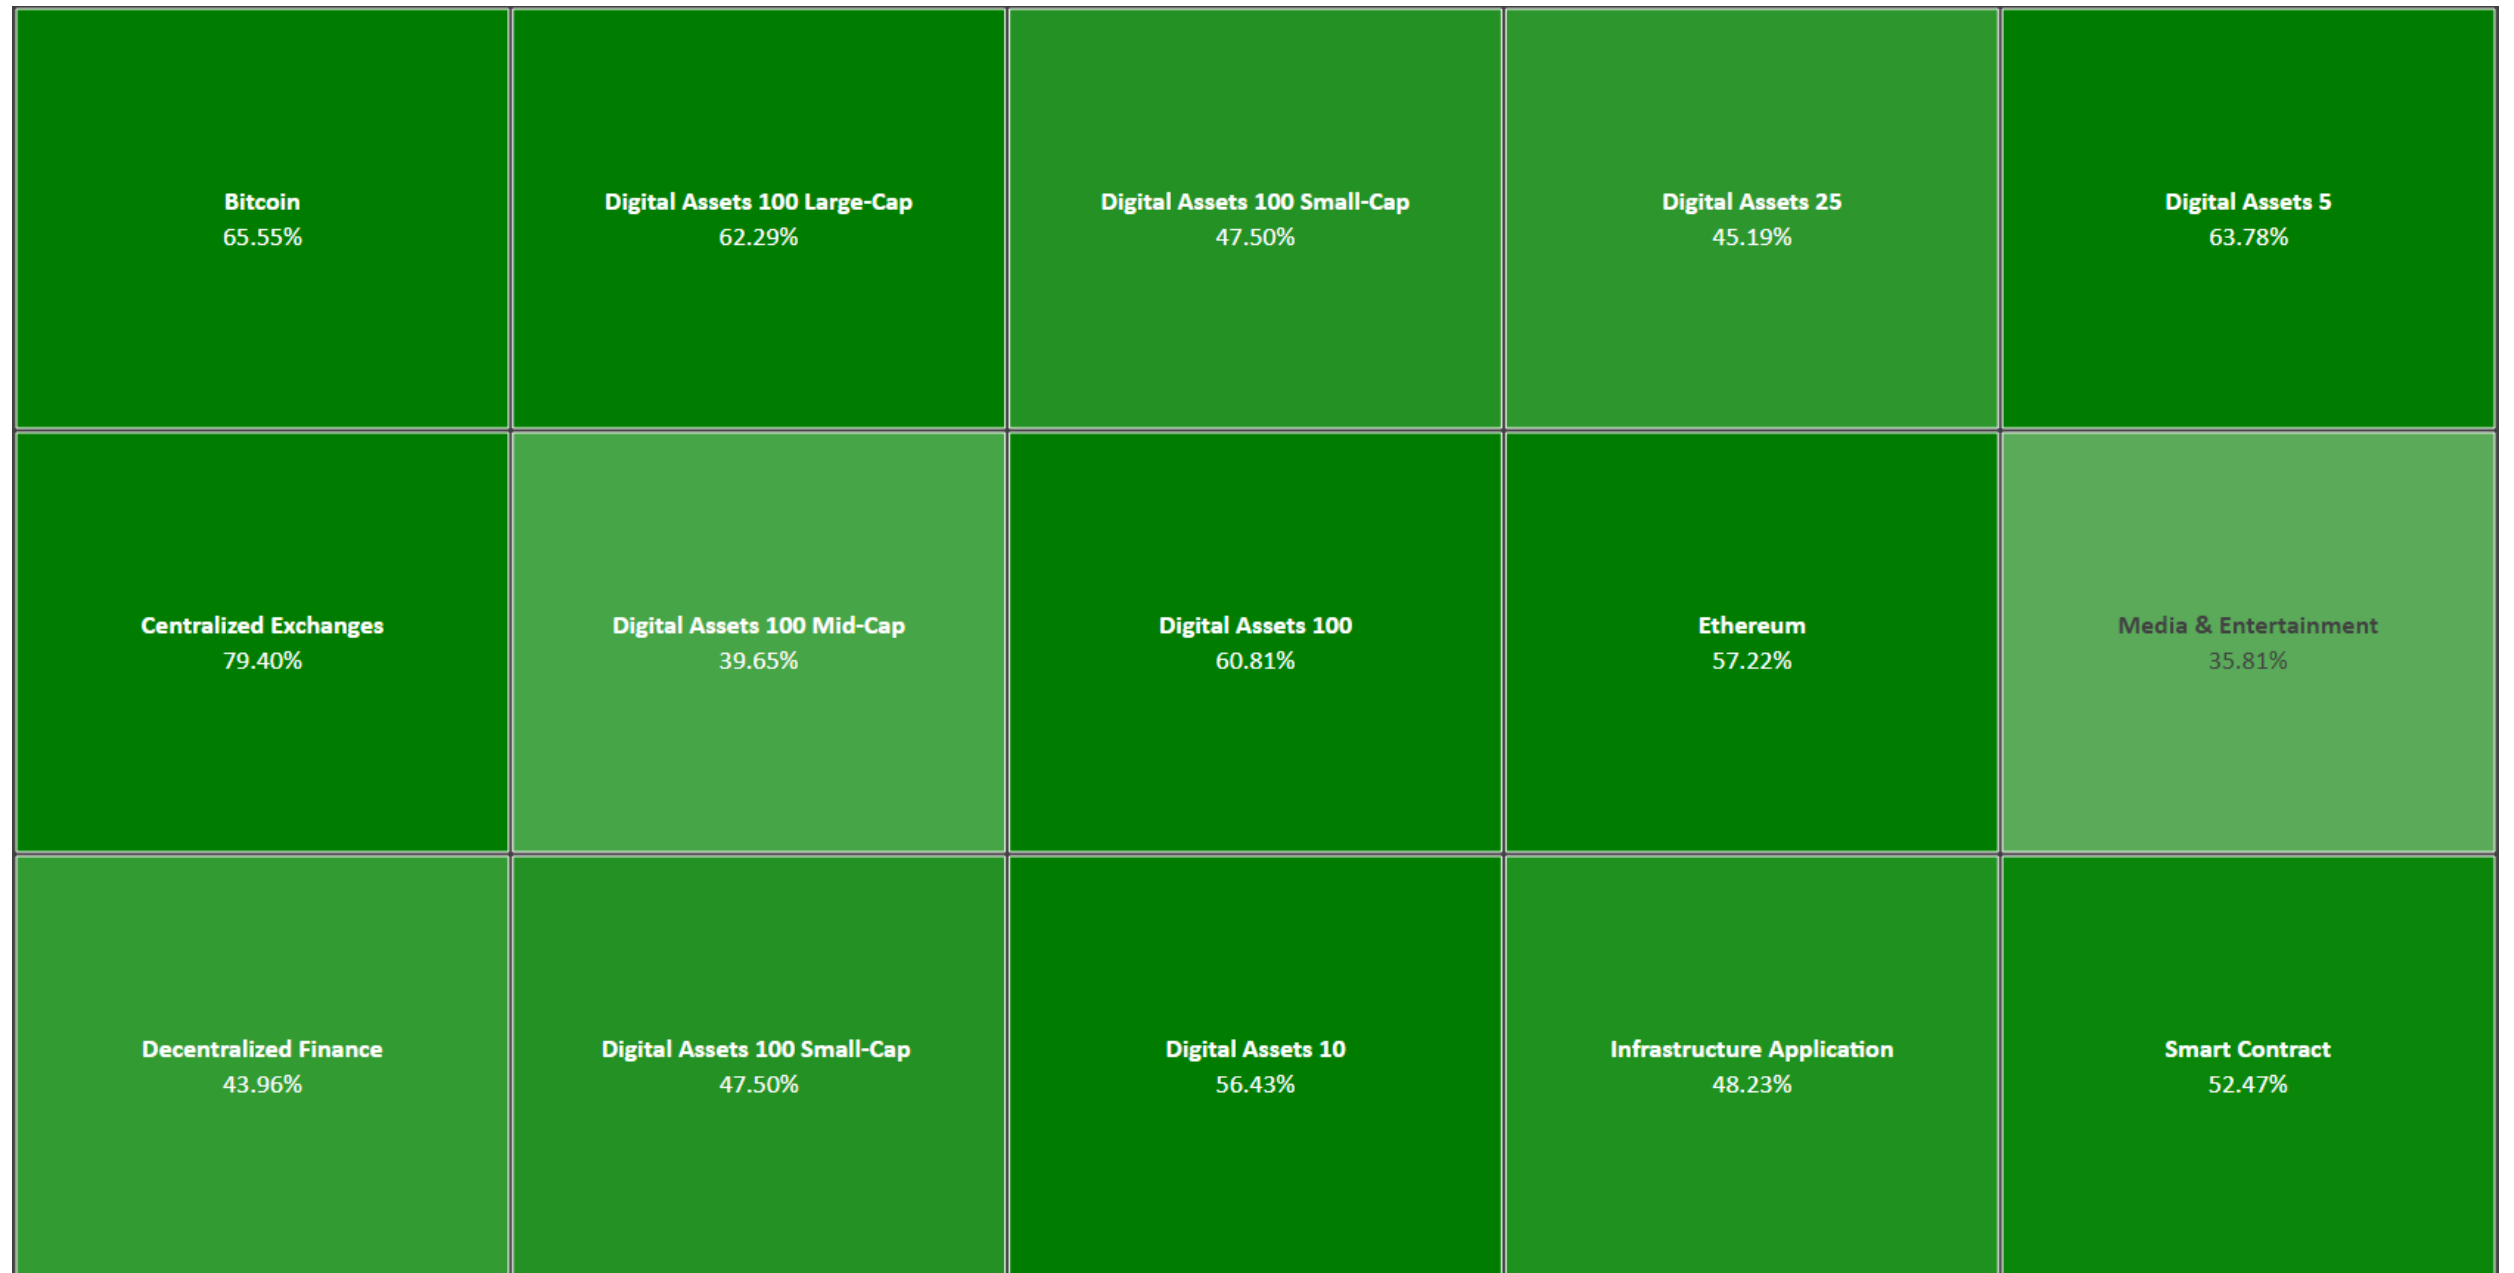 Bitcoin
65.55%
Digital Assets 100 Large-Cap
62.29%
Digital Assets 100 Small-Cap
47.50%
Digital Assets 25
45.19%
Digital Assets 5
63.78%
Centralized Exchanges
79.40%
Digital Assets 100 Mid-Cap
39.65%
Digital Assets 100
60.81%
Ethereum
57.22%
Media & Entertainment
35.81%
Decentralized Finance
43.96%
Digital Assets 100 Small-Cap
47.50%
Digital Assets 10
56.43%
Infrastructure Application
48.23%
Smart Contract
52.47%